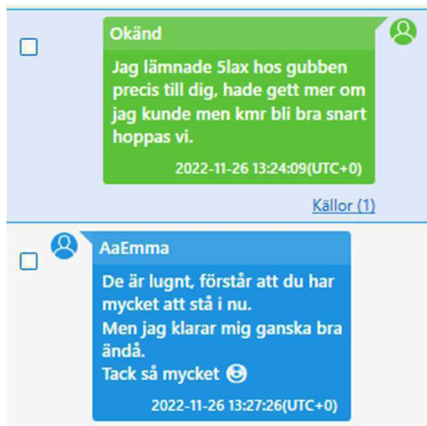 Okänd
Jag lämnade 5lax hos gubben
precis till dig, hade gett mer om
jag kunde men kmr bli bra snart
hoppas vi.
2022-11-26 13:24:09(UTC+0)
Källor (1)
AaEmma
De är lugnt, förstår att du har
mycket att stå i nu.
Men jag klarar mig ganska bra
ändå.
Tack så mycket 🤩
2022-11-26 13:27:26(UTC+0)